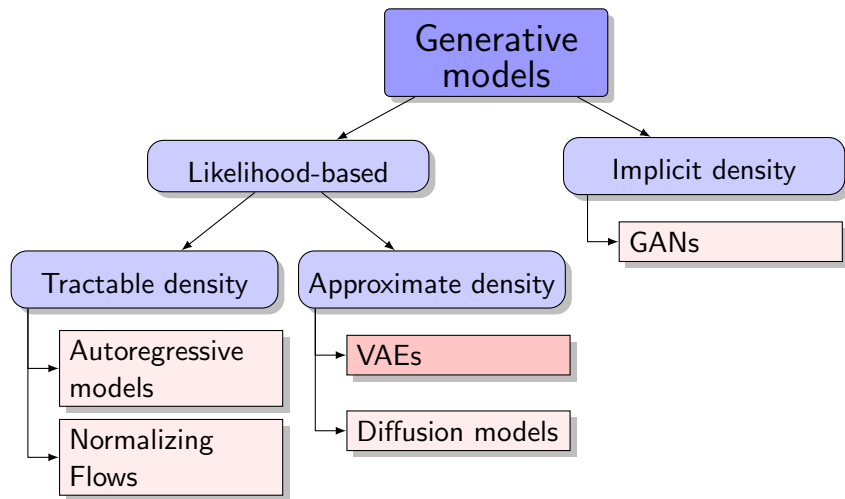 Generative
models
Likelihood-based
Implicit density
GANs
Tractable density
Approximate density
Autoregressive
models
VAEs
Normalizing
Flows
Diffusion models